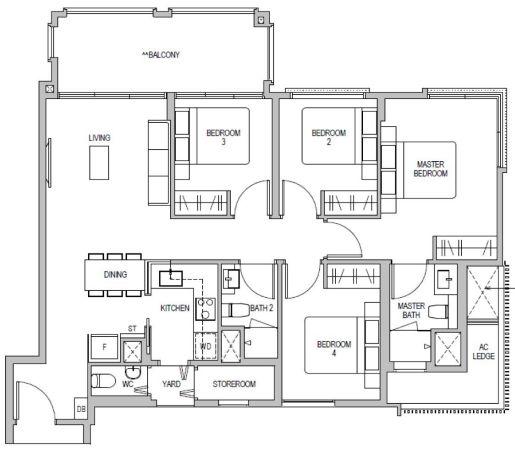 ^^BALCONY
LIVING
BEDROOM
3
BEDROOM
2
MASTER
BEDROOM
DINING
KITCHEN
BATH 2
MASTER
BATH
ST
F
WD
BEDROOM
4
AC
LEDGE
WC
YARD
STOREROOM
DB